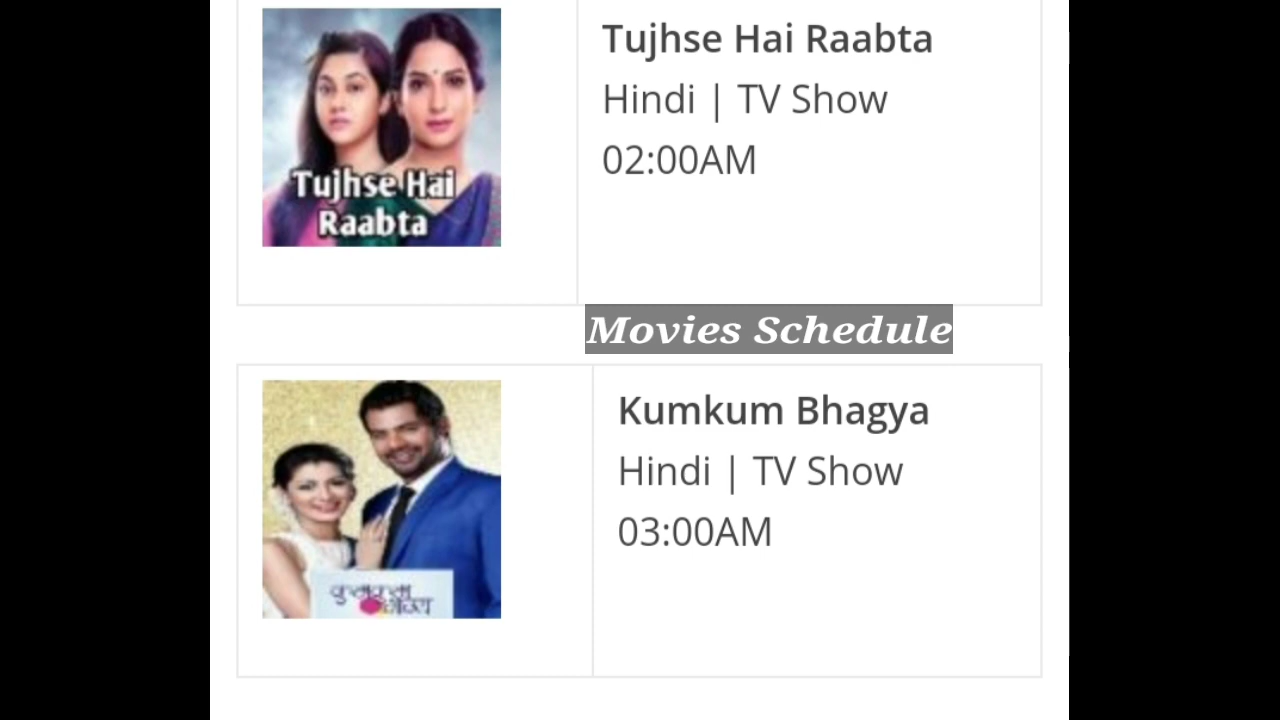 Tujhse Hai
Raabta
Tujhse Hai Raabta
Hindi | TV Show
02:00AM
Movies Schedule
कुमकुम
भाग्य
Kumkum Bhagya
Hindi | TV Show
03:00AM